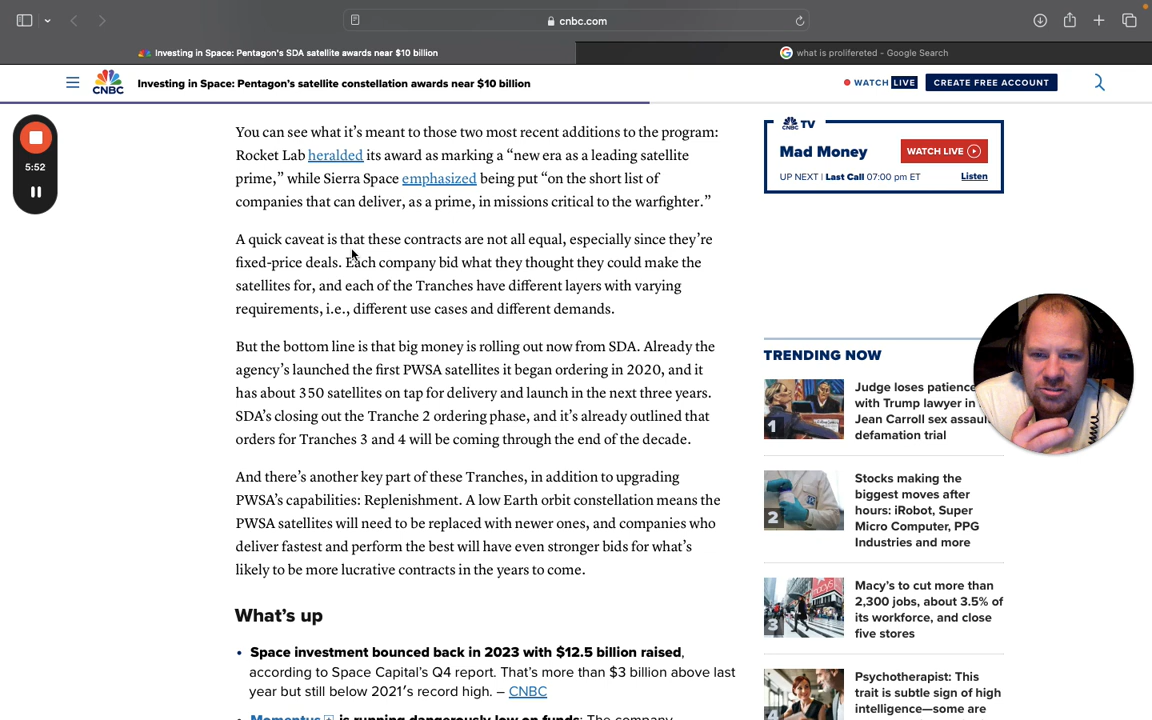 cnbc.com
Investing in Space: Pentagon's SDA satellite awards near $10 billion
what is prolifereted - Google Search
CNBC
Investing in Space: Pentagon's satellite constellation awards near $10 billion
WATCH LIVE
CREATE FREE ACCOUNT
5:52
You can see what it's meant to those two most recent additions to the program:
Rocket Lab heralded its award as marking a “new era as a leading satellite
prime,” while Sierra Space emphasized being put “on the short list of
companies that can deliver, as a prime, in missions critical to the warfighter.”
A quick caveat is that these contracts are not all equal, especially since they're
fixed-price deals. Each company bid what they thought they could make the
satellites for, and each of the Tranches have different layers with varying
requirements, i.e., different use cases and different demands.
But the bottom line is that big money is rolling out now from SDA. Already the
agency's launched the first PWSA satellites it began ordering in 2020, and it
has about 350 satellites on tap for delivery and launch in the next three years.
SDA's closing out the Tranche 2 ordering phase, and it's already outlined that
orders for Tranches 3 and 4 will be coming through the end of the decade.
And there's another key part of these Tranches, in addition to upgrading
PWSA's capabilities: Replenishment. A low Earth orbit constellation means the
PWSA satellites will need to be replaced with newer ones, and companies who
deliver fastest and perform the best will have even stronger bids for what's
likely to be more lucrative contracts in the years to come.
What's up
• Space investment bounced back in 2023 with $12.5 billion raised,
according to Space Capital's Q4 report. That's more than $3 billion above last
year but still below 2021's record high. – CNBC
• Momentus is running dangerously low on funds: The company
CNBC TV
Mad Money
WATCH LIVE
UP NEXT | Last Call 07:00 pm ET
Listen
TRENDING NOW
1
Judge loses patience
with Trump lawyer in
Jean Carroll sex
defamation trial
2
Stocks making the
biggest moves after
hours: iRobot, Super
Micro Computer, PPG
Industries and more
3
Macy's to cut more than
2,300 jobs, about 3.5% of
its workforce, and close
five stores
Psychotherapist: This
trait is subtle sign of high
intelligence—some are